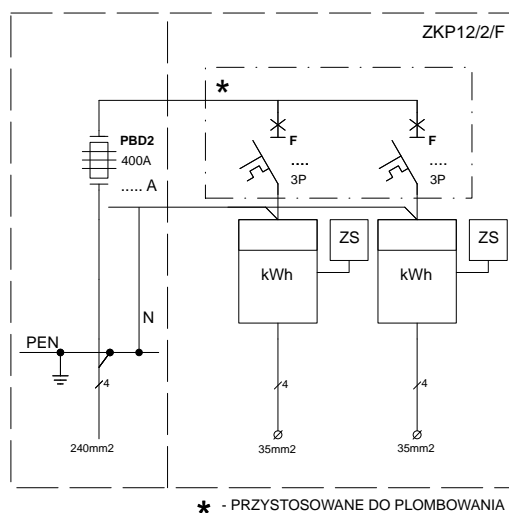 ZKP12/2/F
*
PBD2
400A
..... A
F
....
3P
F
....
3P
kWh
ZS
kWh
ZS
N
PEN
4
4
4
240mm2
35mm2
35mm2
* - PRZYSTOSOWANE DO PLOMBOWANIA